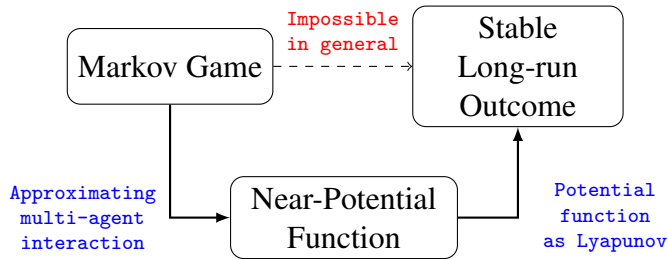 Impossible
in general
Markov Game
Stable
Long-run
Outcome
Approximating
multi-agent
interaction
Near-Potential
Function
Potential
function
as Lyapunov